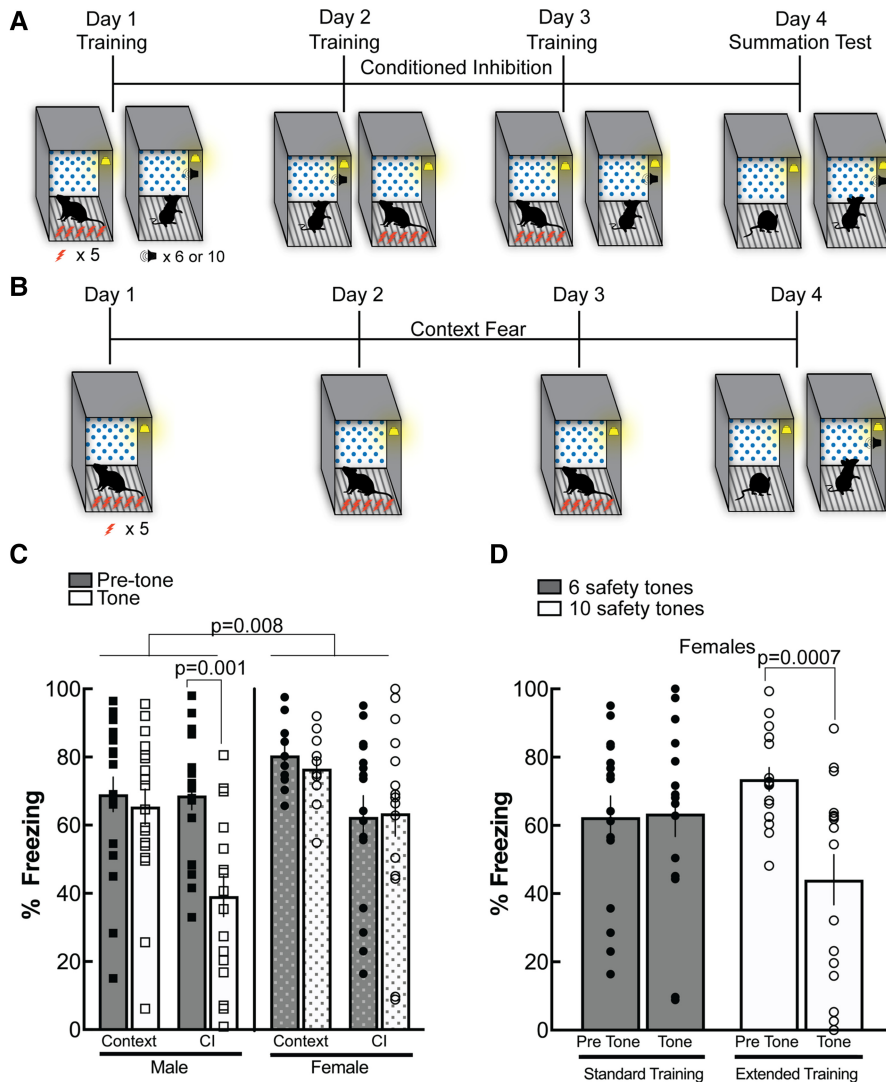 A
Day 1
Training
Day 2
Training
Day 3
Training
Day 4
Summation Test
Conditioned Inhibition
x 5
x 6 or 10
B
Day 1
Day 2
Day 3
Day 4
Context Fear
x 5
C
Pre-tone
Tone
p=0.008
p=0.001
100
80
60
40
20
0
% Freezing
Context
CI
Context
CI
Male
Female
D
6 safety tones
10 safety tones
Females
p=0.0007
100
80
60
40
20
0
% Freezing
Pre Tone
Tone
Pre Tone
Tone
Standard Training
Extended Training